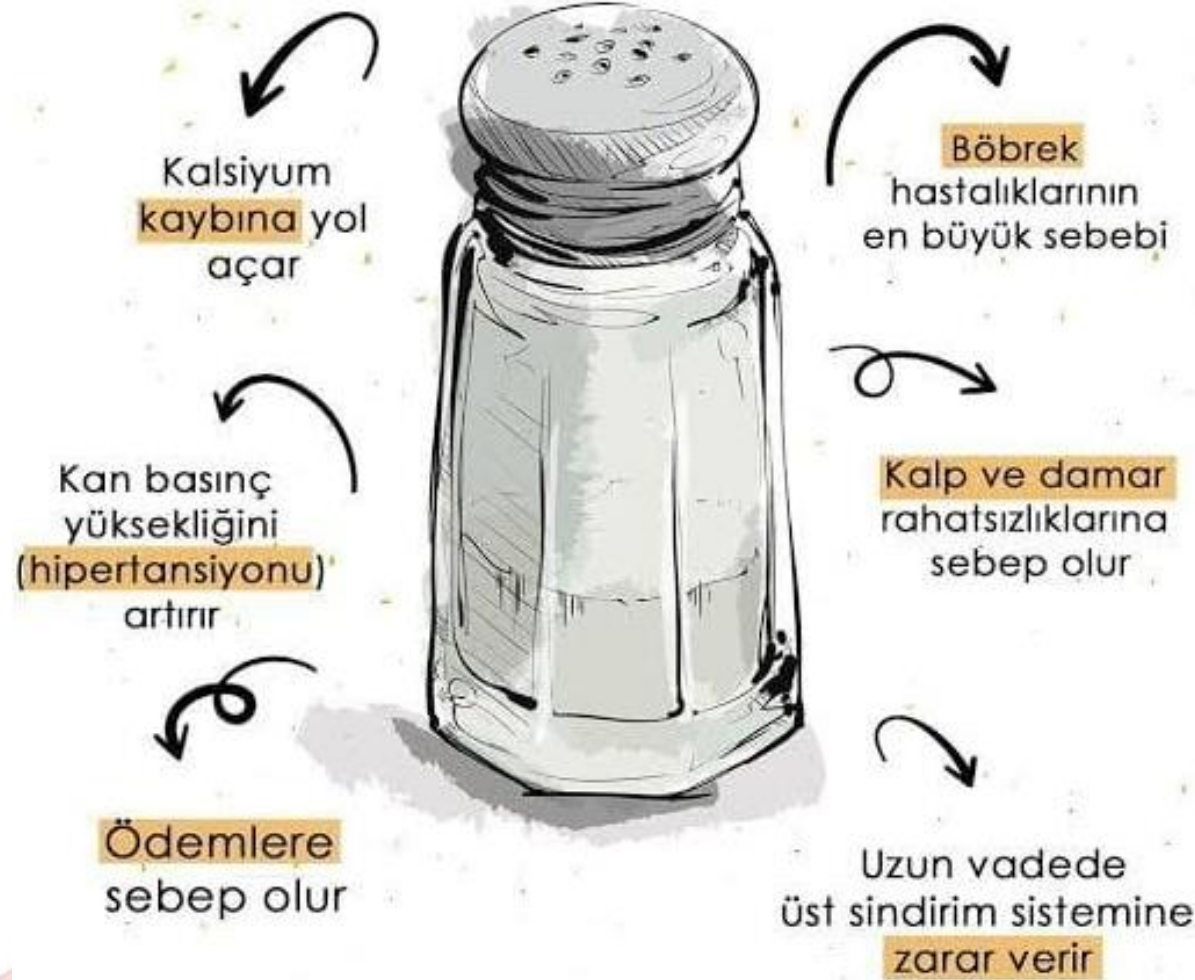 Kalsiyum
kaybına yol
açar
Böbrek
hastalıklarının
en büyük sebebi
Kan basınç
yüksekliğini
(hipertansiyonu)
artırır
Kalp ve damar
rahatsızlıklarına
sebep olur
Ödemlere
sebep olur
Uzun vadede
üst sindirim sistemine
zarar verir